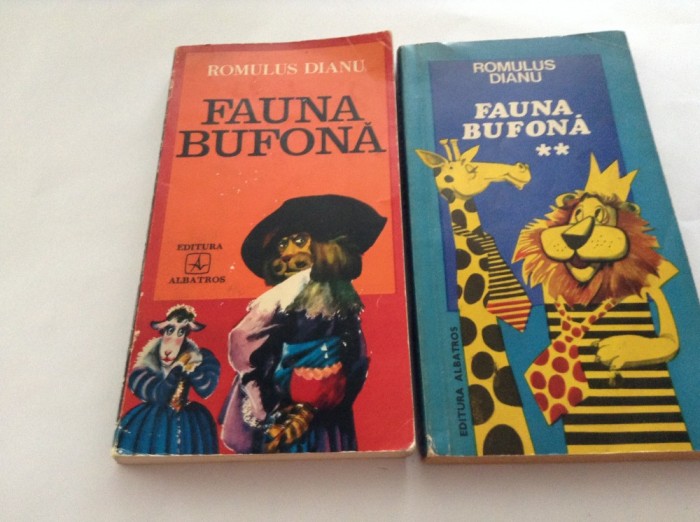 ROMULUS DIANU
FAUNA
BUFONĂ
EDITURA
ALBATROS
ROMULUS
DIANU
FAUNA
BUFONĂ
**
EDITURA ALBATROS